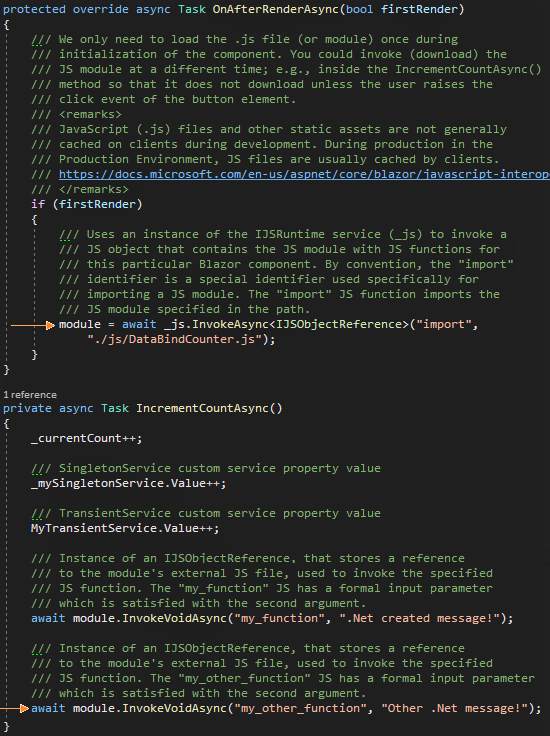 protected override async Task OnAfterRenderAsync(bool firstRender)
{
/// We only need to load the .js file (or module) once during
/// initialization of the component. You could invoke (download) the
/// JS module at a different time; e.g., inside the IncrementCountAsync()
/// method so that it does not download unless the user raises the
/// click event of the button element.
/// <remarks>
/// JavaScript (.js) files and other static assets are not generally
/// cached on clients during development. During production in the
/// Production Environment, JS files are usually cached by clients.
/// https://docs.microsoft.com/en-us/aspnet/core/blazor/javascript-interop
/// </remarks>
if (firstRender)
{
/// Uses an instance of the IJSRuntime service (_js) to invoke a
/// JS object that contains the JS module with JS functions for
/// this particular Blazor component. By convention, the "import"
/// identifier is a special identifier used specifically for
/// importing a JS module. The "import" JS function imports the
/// JS module specified in the path.
module = await _js.InvokeAsync<IJSObjectReference>("import",
"./js/DataBindCounter.js");
}
}
1 reference
private async Task IncrementCountAsync()
{
_currentCount++;
/// SingletonService custom service property value
_mySingletonService.Value++;
/// TransientService custom service property value
MyTransientService.Value++;
/// Instance of an IJSObjectReference, that stores a reference
/// to the module's external JS file, used to invoke the specified
/// JS function. The "my_function" JS has a formal input parameter
/// which is satisfied with the second argument.
await module.InvokeVoidAsync("my_function", ".Net created message!");
/// Instance of an IJSObjectReference, that stores a reference
/// to the module's external JS file, used to invoke the specified
/// JS function. The "my_other_function" JS has a formal input parameter
/// which is satisfied with the second argument.
await module.InvokeVoidAsync("my_other_function", "Other .Net message!");
}